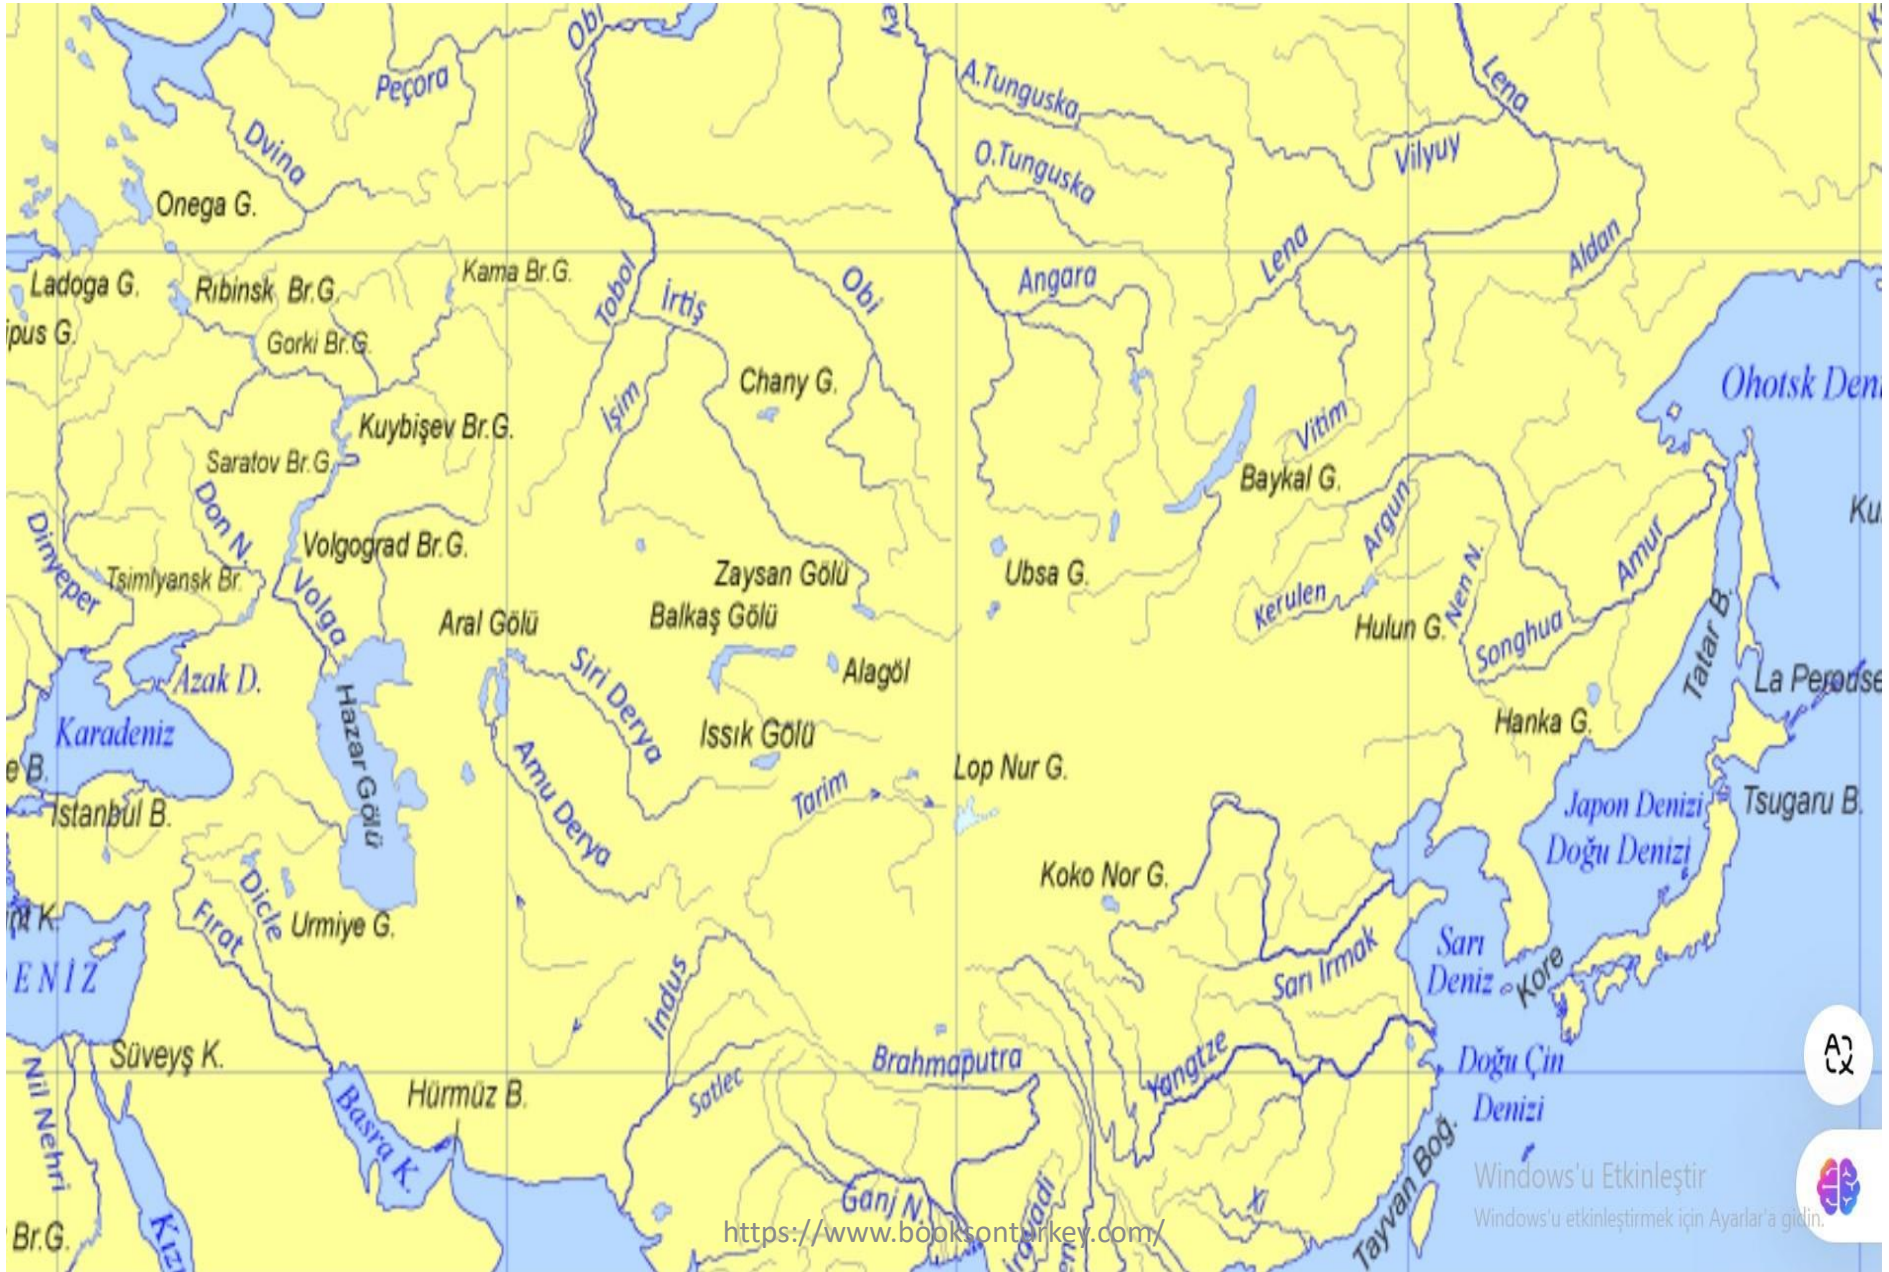 Obi
Peçora
A.Tunguska
Lena
Dvina
O.Tunguska
Vilyuy
Onega G.
Ladoga G.
Rıbinsk Br.G.
Kama Br.G.
Tobol
İrtiş
Obi
Angara
Lena
Aldan
Gorki Br.G.
Chany G.
Ohotsk Den
İşim
Kuybişev Br.G.
Saratov Br.G.
Vitim
Baykal G.
Don N.
Volgograd Br.G.
Argun
Amur
Dinyeper
Tsimlyansk Br.
Volga
Zaysan Gölü
Ubsa G.
Kerulen
Nen N.
Hulun G.
Songhua
Tatar B.
Aral Gölü
Balkaş Gölü
Alagöl
Siri Derya
Azak D.
Karadeniz
Hazar Gölü
Issık Gölü
Hanka G.
La Perouse
Amu Derya
Tarim
Lop Nur G.
Japon Denizi
Doğu Denizi
Tsugaru B.
İstanbul B.
Koko Nor G.
Dicle
Fırat
Urmiye G.
İndus
Sarı Irmak
Sarı
Deniz
Kore
ENİZ
Süveyş K.
Nil Nehri
Hürmüz B.
Basra K.
Satlec
Brahmaputra
Yangtze
Doğu Çin
Denizi
Tayvan Boğ.
Ganj N.
Xi
Br.G.
Windows'u Etkinleştir
Windows'u etkinleştirmek için Ayarlar'a gidin.
https://www.booksonturkey.com/